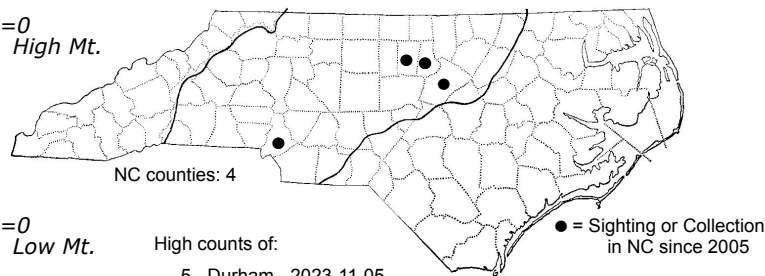 =0
High Mt.
NC counties: 4
=0
Low Mt.
High counts of:
5 - Durham - 2023-11-05
● = Sighting or Collection
in NC since 2005